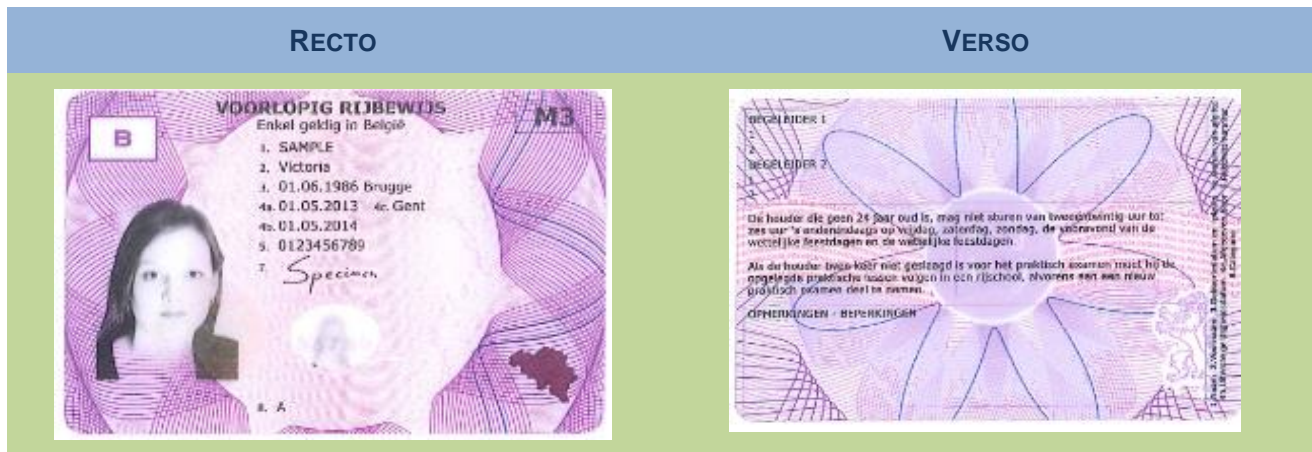 RECTO
VERSO
VOORLOPIG RIJBEWIJS
Enkel geldig in België
B
M3
1. SAMPLE
2. Victoria
3. 01.06.1986 Brugge
4a. 01.05.2013 4c. Gent
4b. 01.05.2014
5. 0123456789
7. Specimen
8. A
BEGELEIDER 1
BEGELEIDER 2
De houder die geen 24 jaar oud is, mag niet sturen van tweeëntwintig uur tot
zes uur 's anderendaags op vrijdag, zaterdag, zondag, de vooravond van de
wettelijke feestdagen en de wettelijke feestdagen.
Als de houder twee keer niet geslaagd is voor het praktisch examen moet hij de
opgelegde praktische lessen volgen in een rijschool, alvorens aan een nieuw
praktisch examen deel te nemen.
OPMERKINGEN - BEPERKINGEN